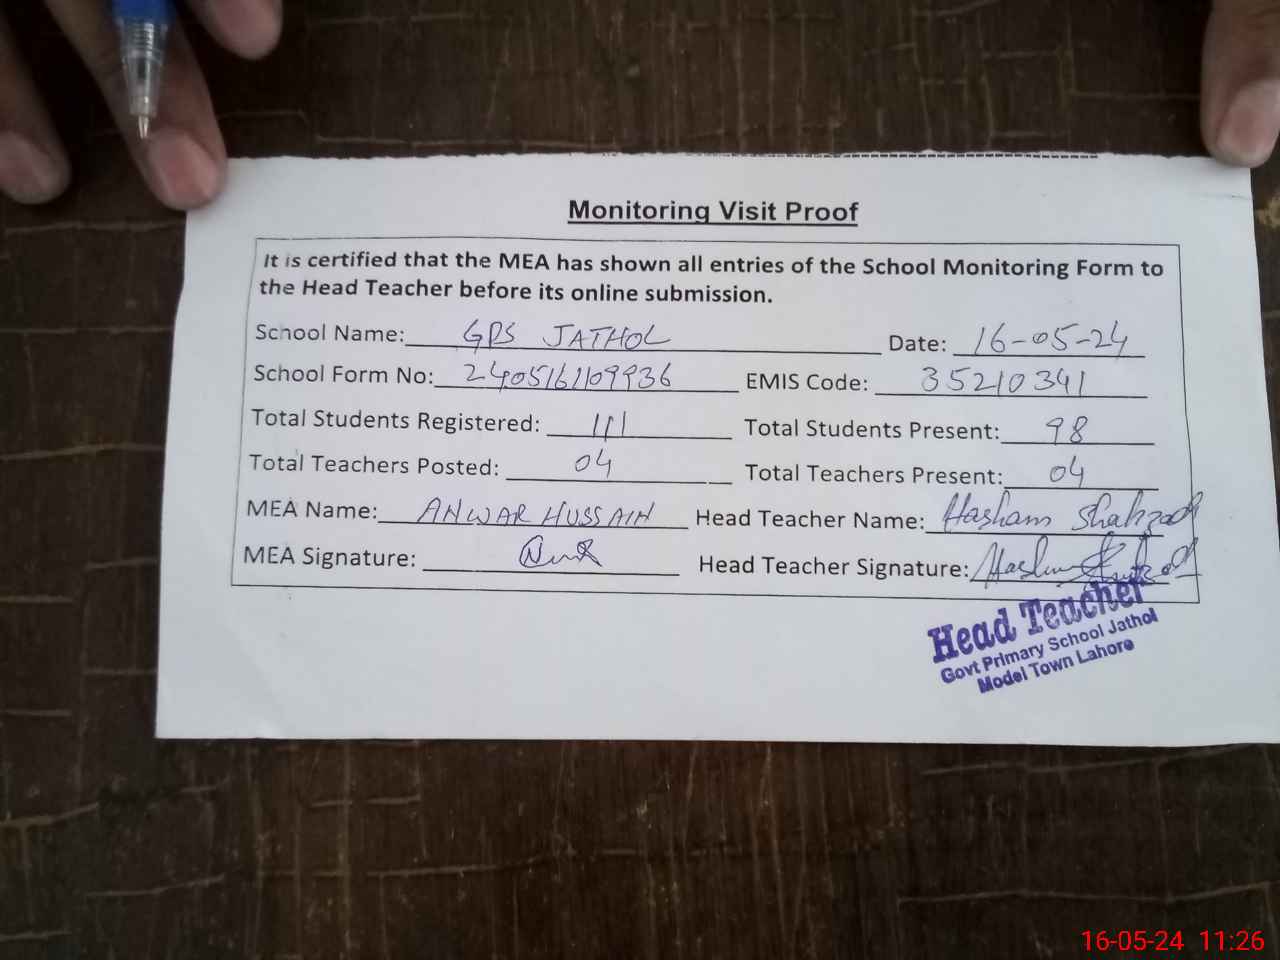 Monitoring Visit Proof
It is certified that the MEA has shown all entries of the School Monitoring Form to
the Head Teacher before its online submission.
School Name: GPS JATHOL Date: 16-05-24
School Form No: 240516109936 EMIS Code: 35210341
Total Students Registered: 111 Total Students Present: 98
Total Teachers Posted: 04 Total Teachers Present: 04
MEA Name: ANWAR HUSSAIN Head Teacher Name: Hasham Shahzad
MEA Signature: Head Teacher Signature:
Head Teacher
Govt Primary School Jathol
Model Town Lahore
16-05-24 11:26